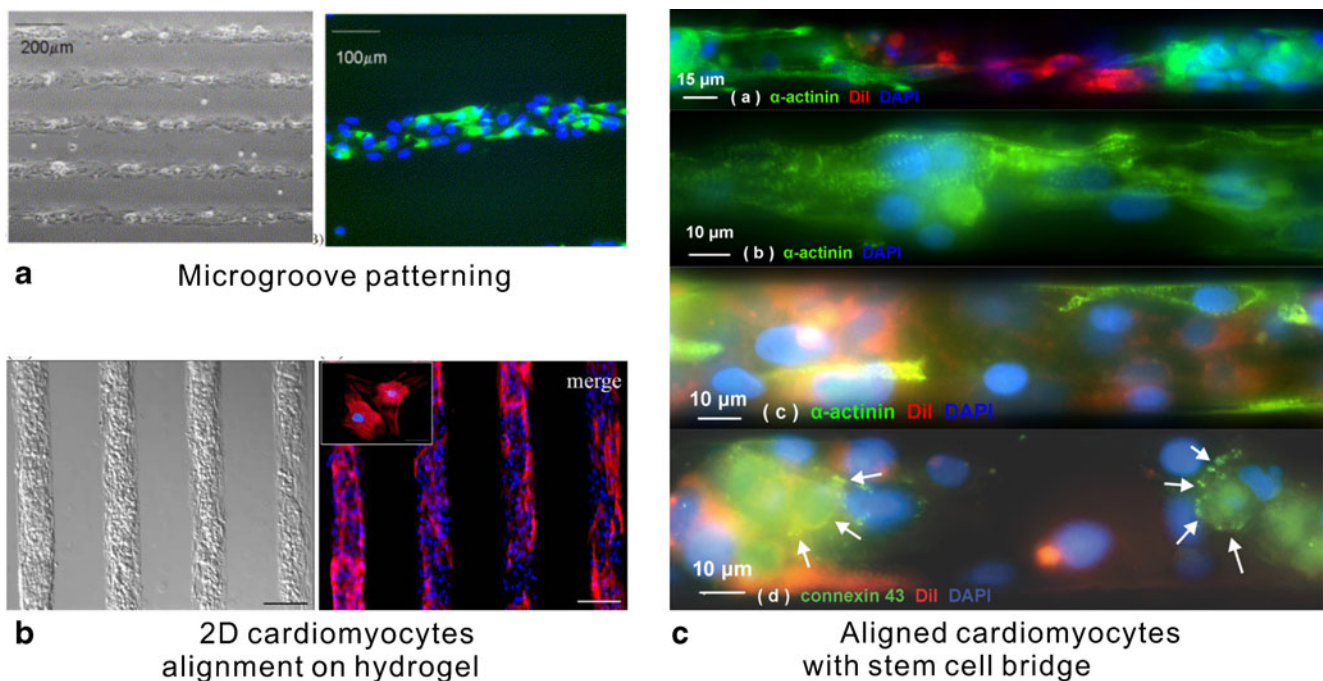 200μm
100μm
3)
a Microgroove patterning
merge
b 2D cardiomyocytes
alignment on hydrogel
15 μm
( a ) α-actinin DiI DAPI
10 μm
( b ) α-actinin DAPI
10 μm
( c ) α-actinin DiI DAPI
10 μm
( d ) connexin 43 DiI DAPI
c Aligned cardiomyocytes
with stem cell bridge